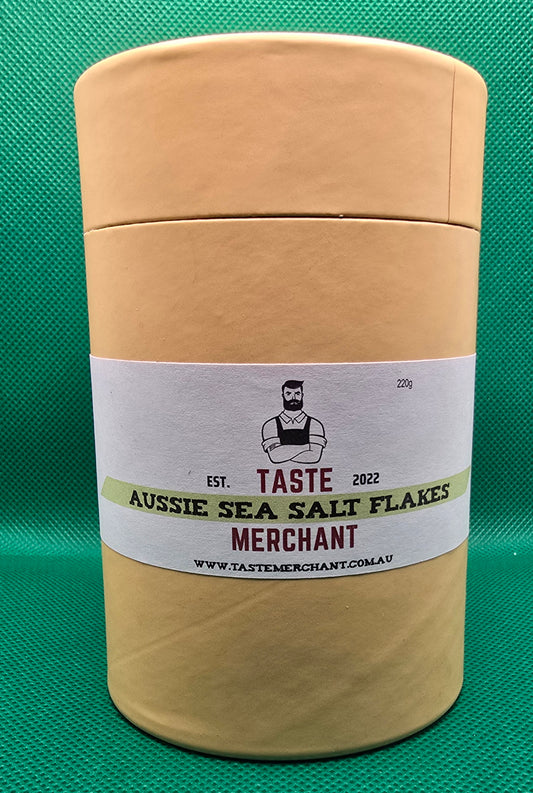 220g
EST. TASTE 2022
AUSSIE SEA SALT FLAKES
MERCHANT
WWW.TASTEMERCHANT.COM.AU